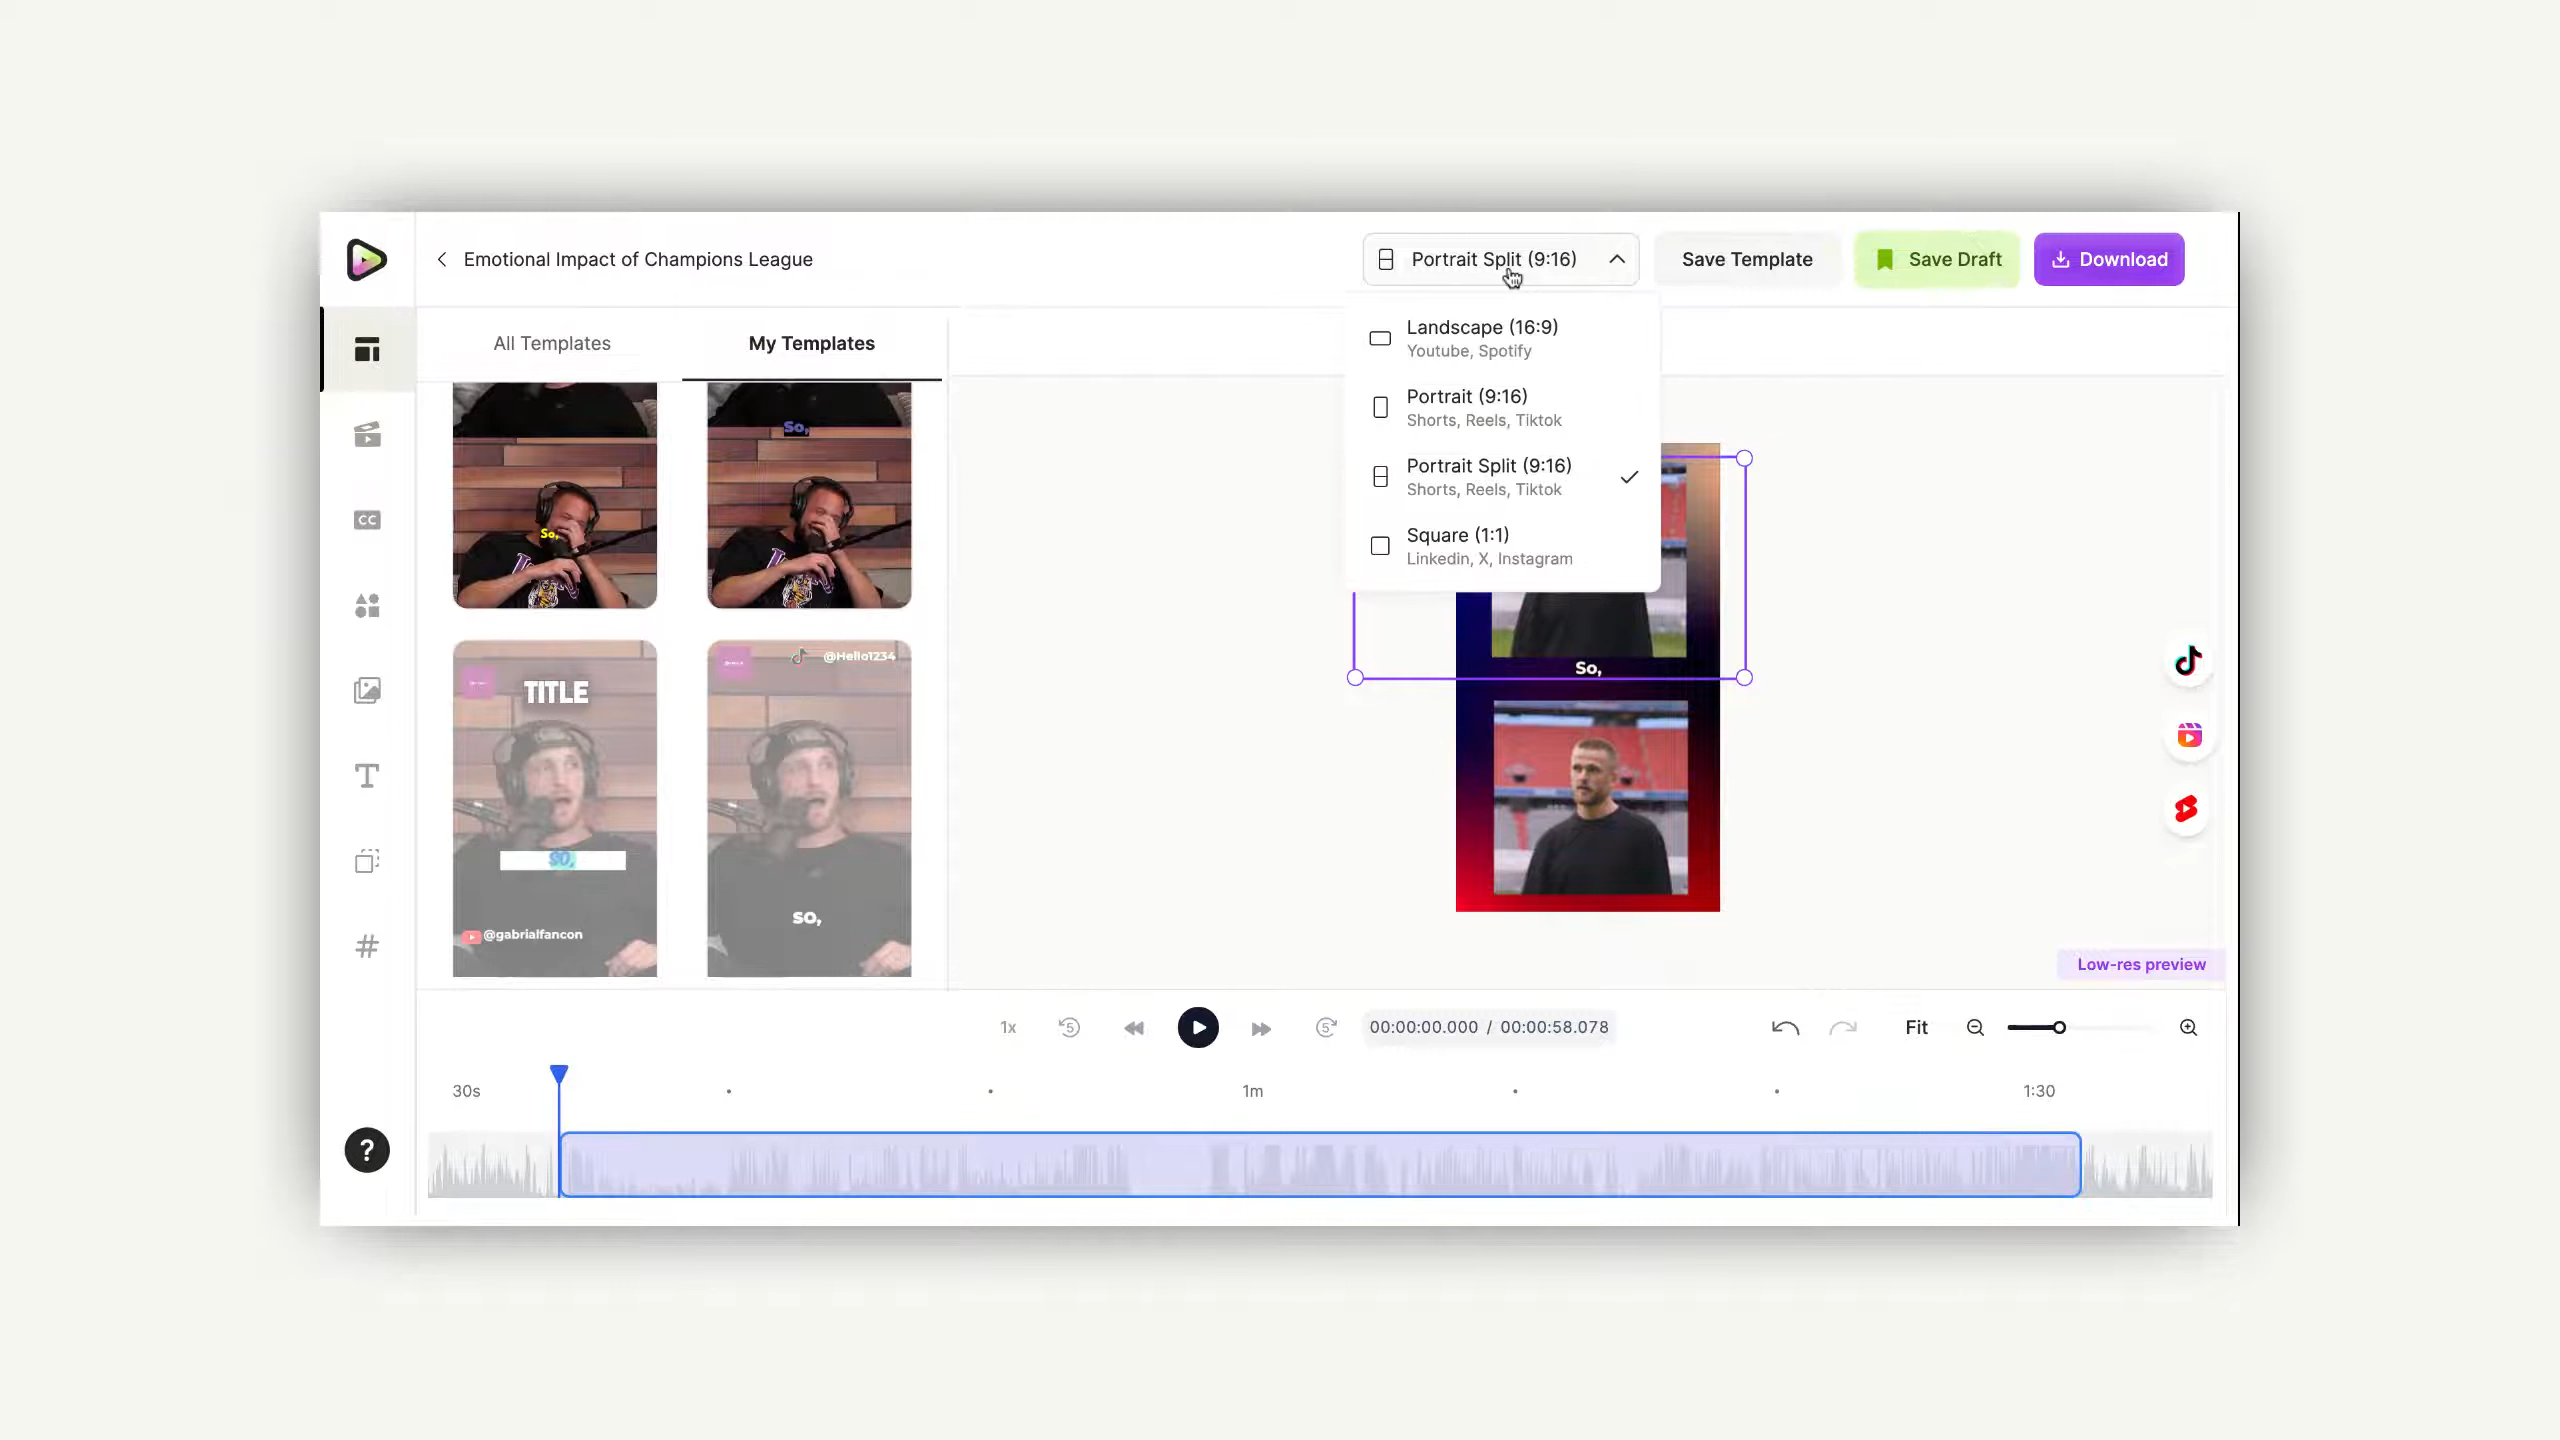 Emotional Impact of Champions League
Portrait Split (9:16)
Save Template
Save Draft
Download
All Templates
My Templates
Landscape (16:9)
Youtube, Spotify
Portrait (9:16)
Shorts, Reels, Tiktok
Portrait Split (9:16)
Shorts, Reels, Tiktok
Square (1:1)
Linkedin, X, Instagram
So,
So,
CC
TITLE
SO,
@gabrialfancon
@Hello1234
so,
So,
Low-res preview
1x
5
5
00:00:00.000 / 00:00:58.078
Fit
30s
1m
1:30
?